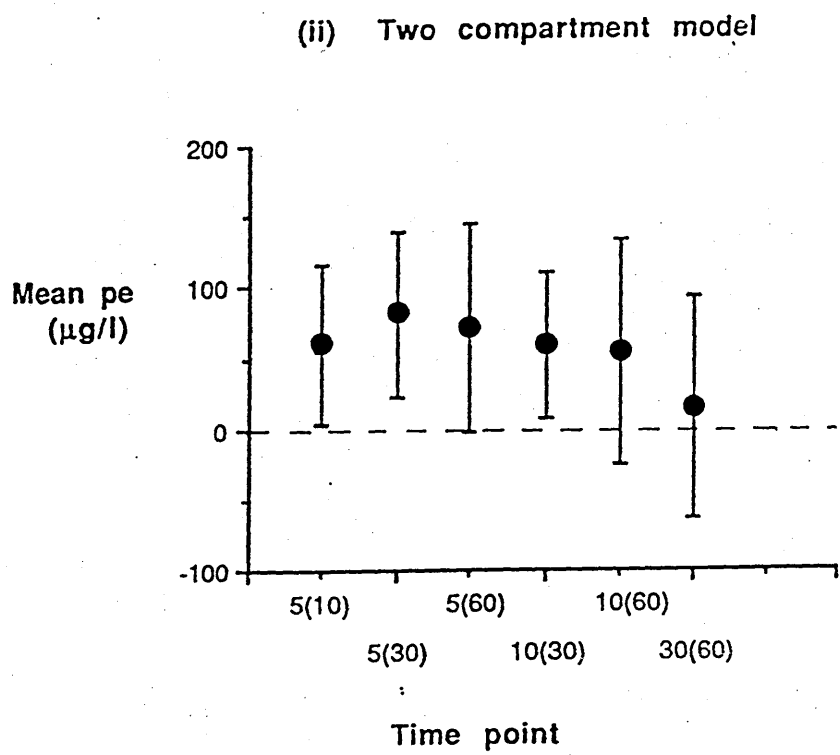 (ii) Two compartment model
200
100
Mean pe
(μg/l)
0
-100
5(10)
5(60)
10(60)
5(30)
10(30)
30(60)
Time point